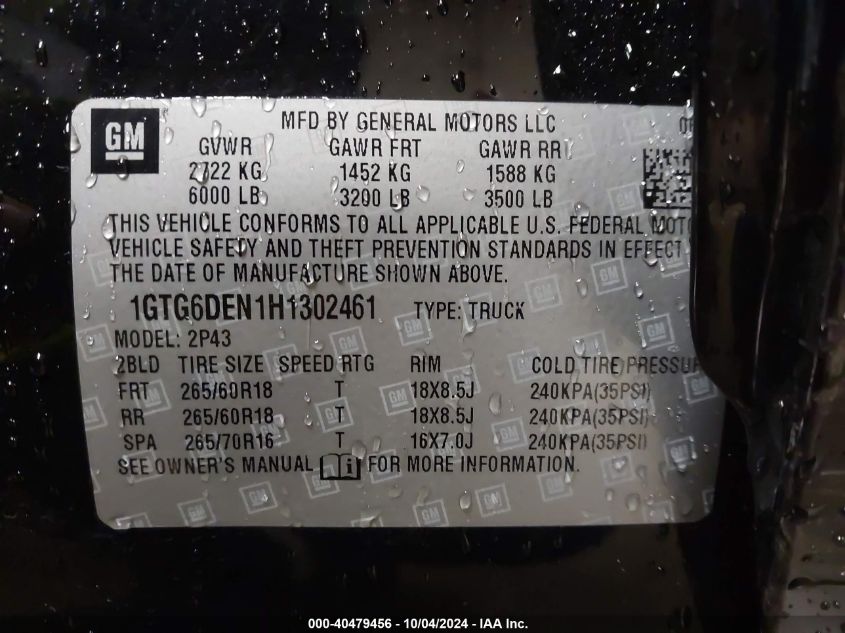 GM
MFD BY GENERAL MOTORS LLC
GVWR GAWR FRT GAWR RR
2722 KG 1452 KG 1588 KG
6000 LB 3200 LB 3500 LB
THIS VEHICLE CONFORMS TO ALL APPLICABLE U.S. FEDERAL
VEHICLE SAFETY AND THEFT PREVENTION STANDARDS IN EFFECT
THE DATE OF MANUFACTURE SHOWN ABOVE.
1GTG6DEN1H1302461 TYPE: TRUCK
MODEL: 2P43
2BLD TIRE SIZE SPEED RTG RIM COLD TIRE PRESSUR
FRT 265/60R18 T 18X8.5J 240KPA(35PSI)
RR 265/60R18 T 18X8.5J 240KPA(35PSI)
SPA 265/70R16 T 16X7.0J 240KPA(35PSI)
SEE OWNER'S MANUAL FOR MORE INFORMATION.
000-40479456 - 10/04/2024 - IAA Inc.